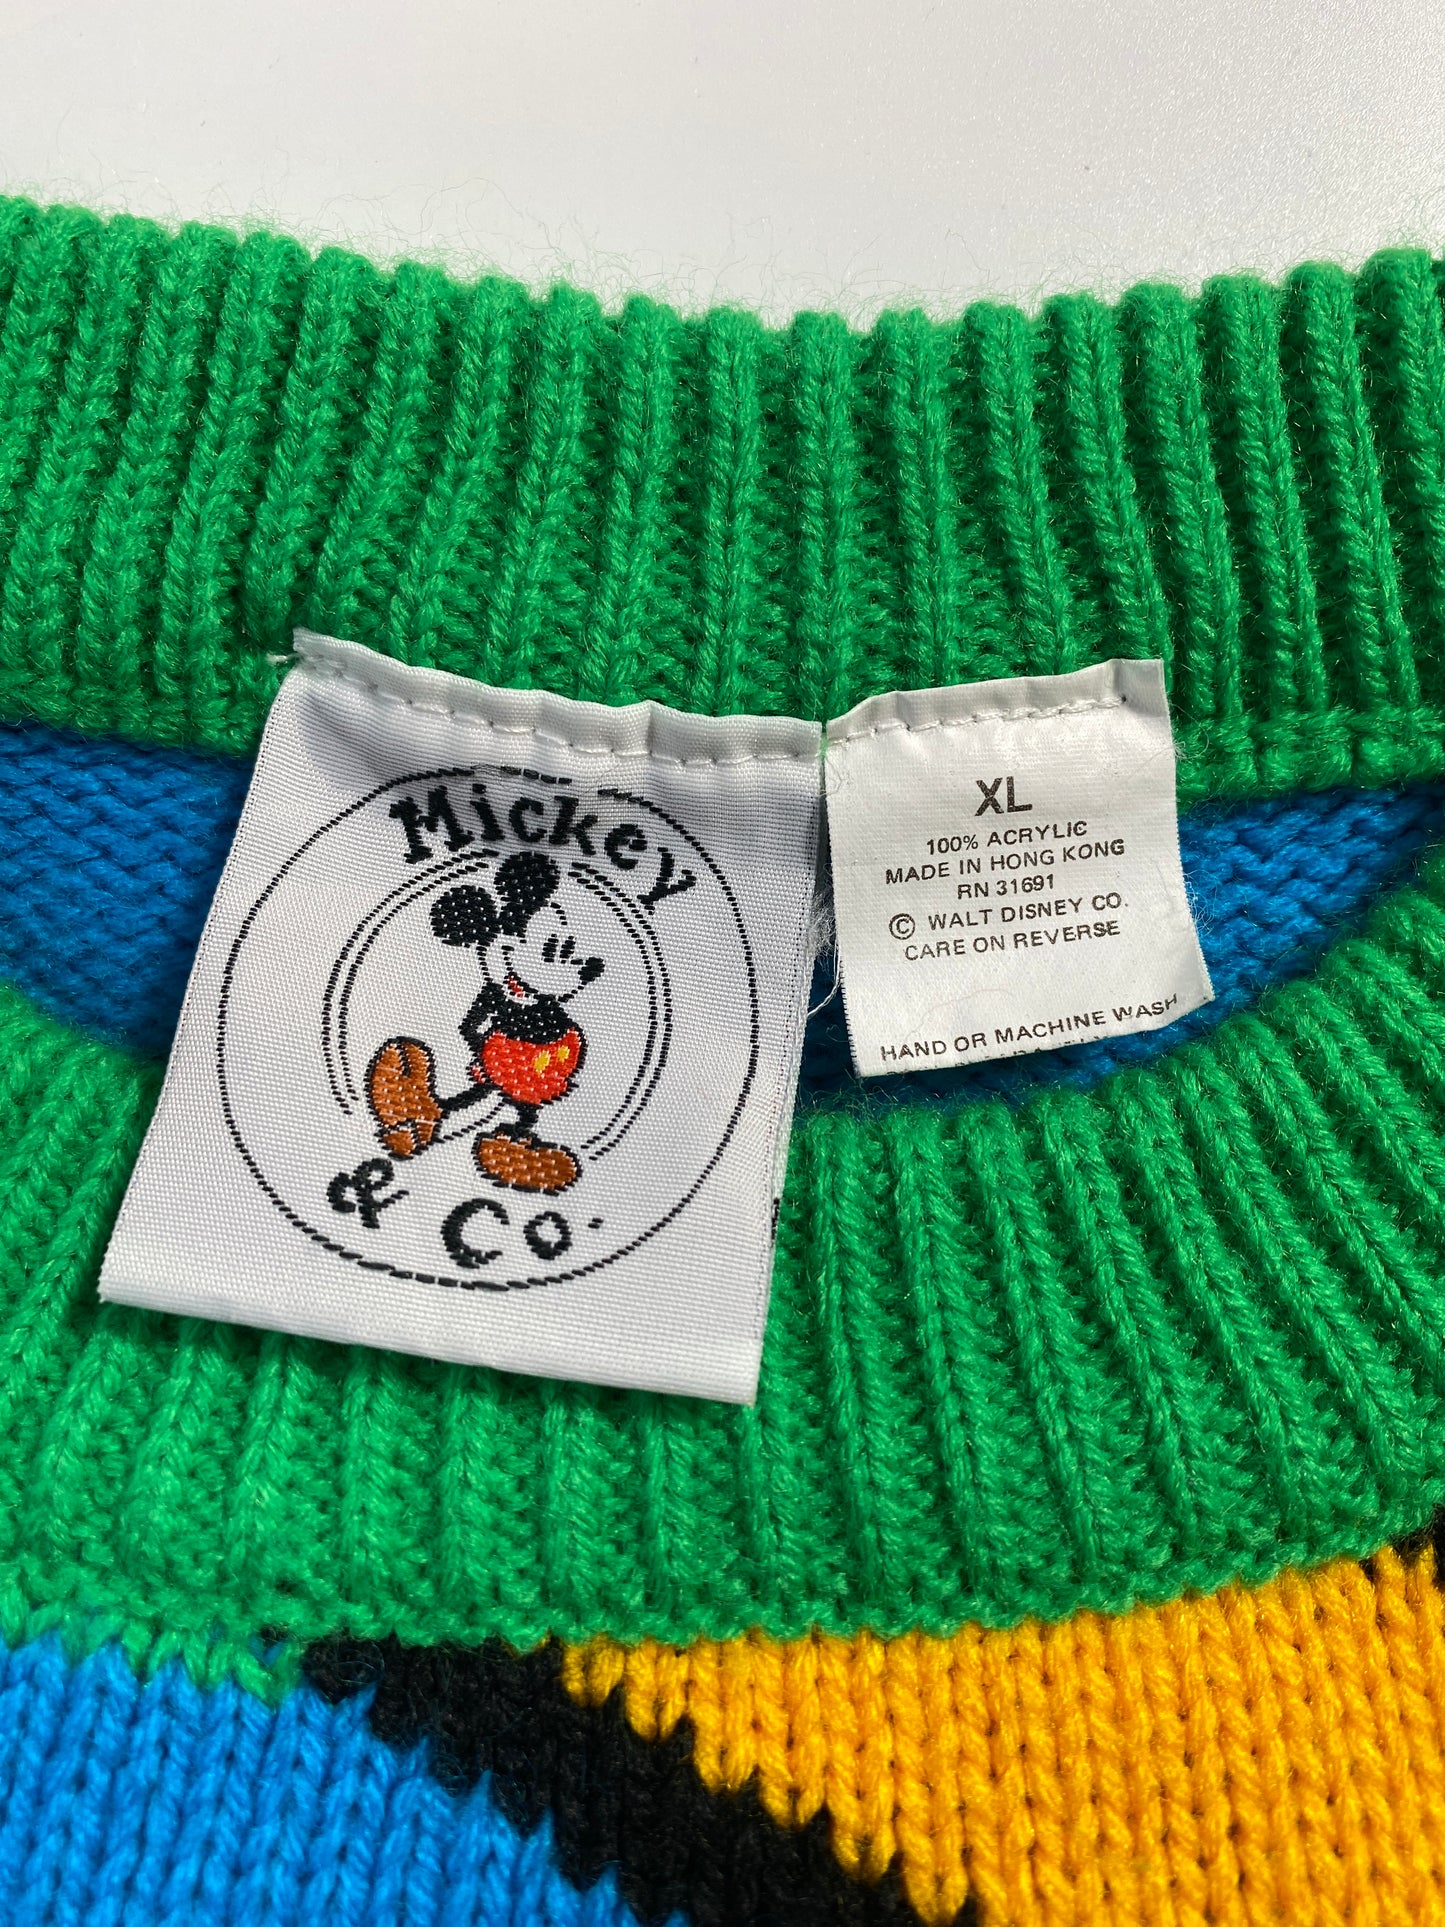 Mickey
& Co.
XL
100% ACRYLIC
MADE IN HONG KONG
RN 31691
© WALT DISNEY CO.
CARE ON REVERSE
HAND OR MACHINE WASH